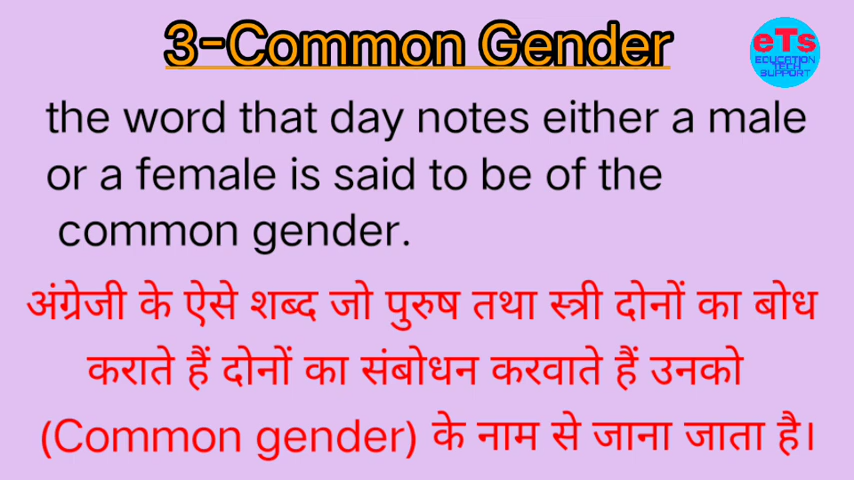 3-Common Gender
eTs
EDUCATION
TECH
SUPPORT
the word that day notes either a male
or a female is said to be of the
common gender.
अंग्रेजी के ऐसे शब्द जो पुरुष तथा स्त्री दोनों का बोध
कराते हैं दोनों का संबोधन करवाते हैं उनको
(Common gender) के नाम से जाना जाता है।